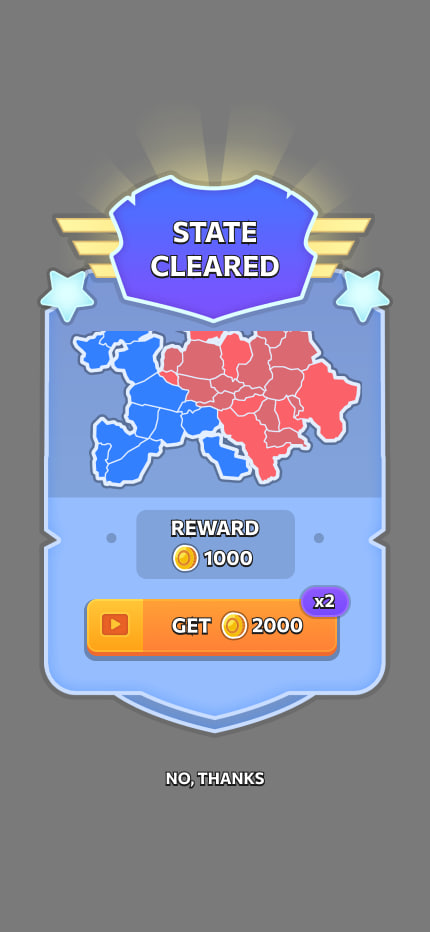 STATE
CLEARED
REWARD
1000
x2
GET 2000
NO, THANKS